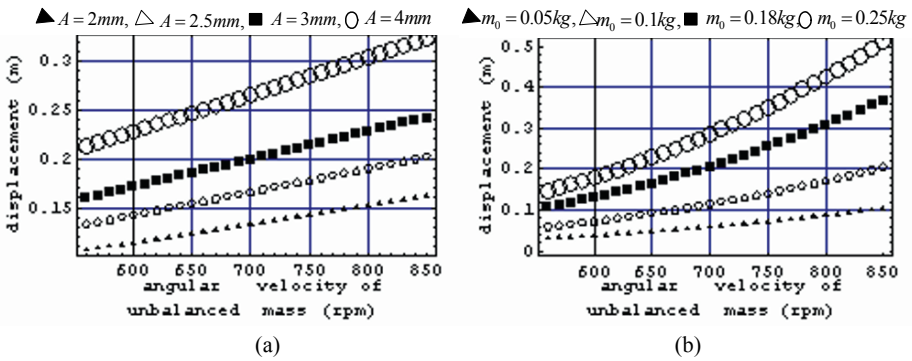 A = 2mm, A = 2.5mm, A = 3mm, A = 4mm
m₀ = 0.05kg, m₀ = 0.1kg, m₀ = 0.18kg, m₀ = 0.25kg
displacement (m)
0.3
0.25
0.2
0.15
600 650 700 750 800 850
angular velocity of
unbalanced mass (rpm)
(a)
displacement (m)
0.5
0.4
0.3
0.2
0.1
0
600 650 700 750 800 850
angular velocity of
unbalanced mass (rpm)
(b)